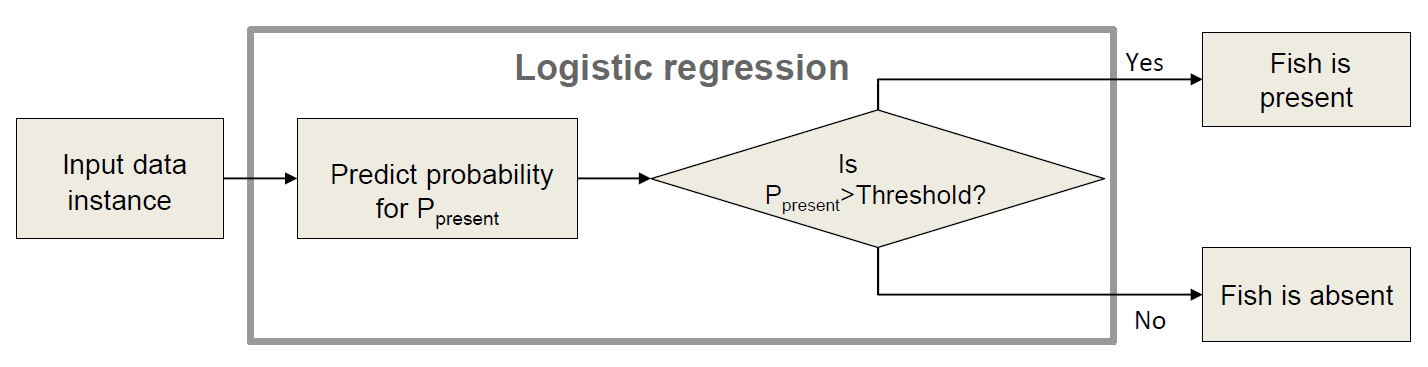 Logistic regression
Input data
instance
Predict probability
for Ppresent
Is
Ppresent>Threshold?
Yes
Fish is
present
No
Fish is absent